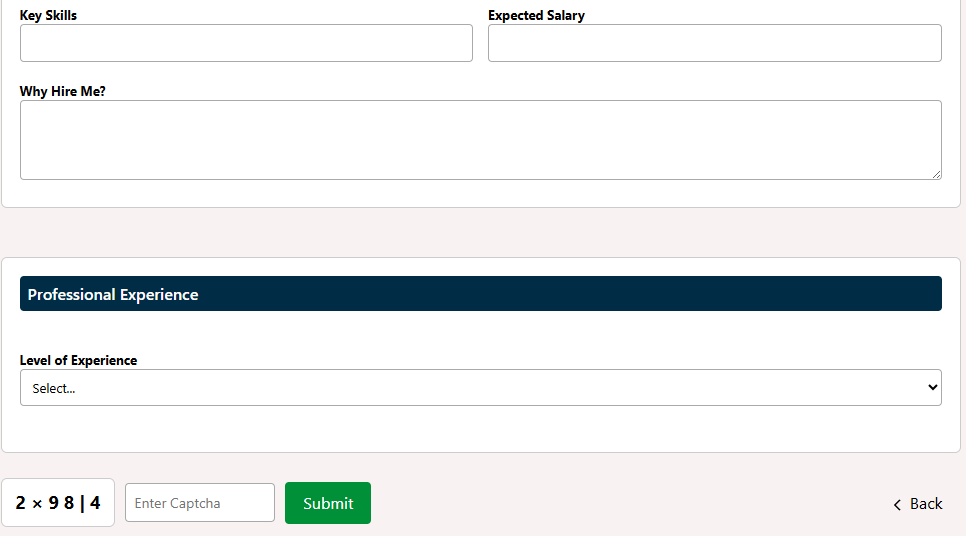 Key Skills Expected Salary
Why Hire Me?
Professional Experience
Level of Experience
Select...
2 × 9 8 | 4 Enter Captcha Submit Back